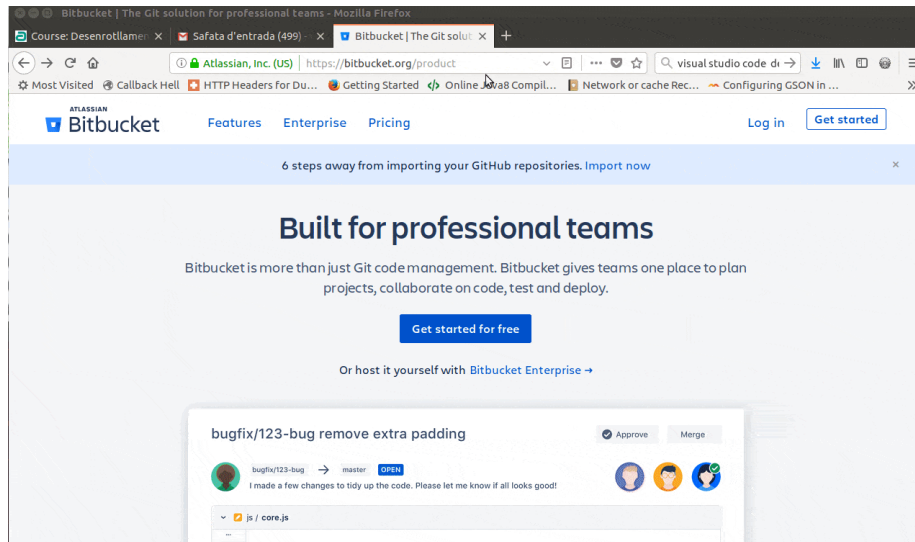 Bitbucket | The Git solution for professional teams - Mozilla Firefox
Course: Desenrotllamen
Safata d'entrada (499) -
Bitbucket | The Git solut
Atlassian, Inc. (US) https://bitbucket.org/product
visual studio code de
Most Visited Callback Hell HTTP Headers for Du... Getting Started Online Java8 Compil... Network or cache Rec... Configuring GSON in ...
ATLASSIAN
Bitbucket Features Enterprise Pricing Log in Get started
6 steps away from importing your GitHub repositories. Import now
Built for professional teams
Bitbucket is more than just Git code management. Bitbucket gives teams one place to plan
projects, collaborate on code, test and deploy.
Get started for free
Or host it yourself with Bitbucket Enterprise →
bugfix/123-bug remove extra padding Approve Merge
bugfix/123-bug → master OPEN
I made a few changes to tidy up the code. Please let me know if all looks good!
js / core.js
...